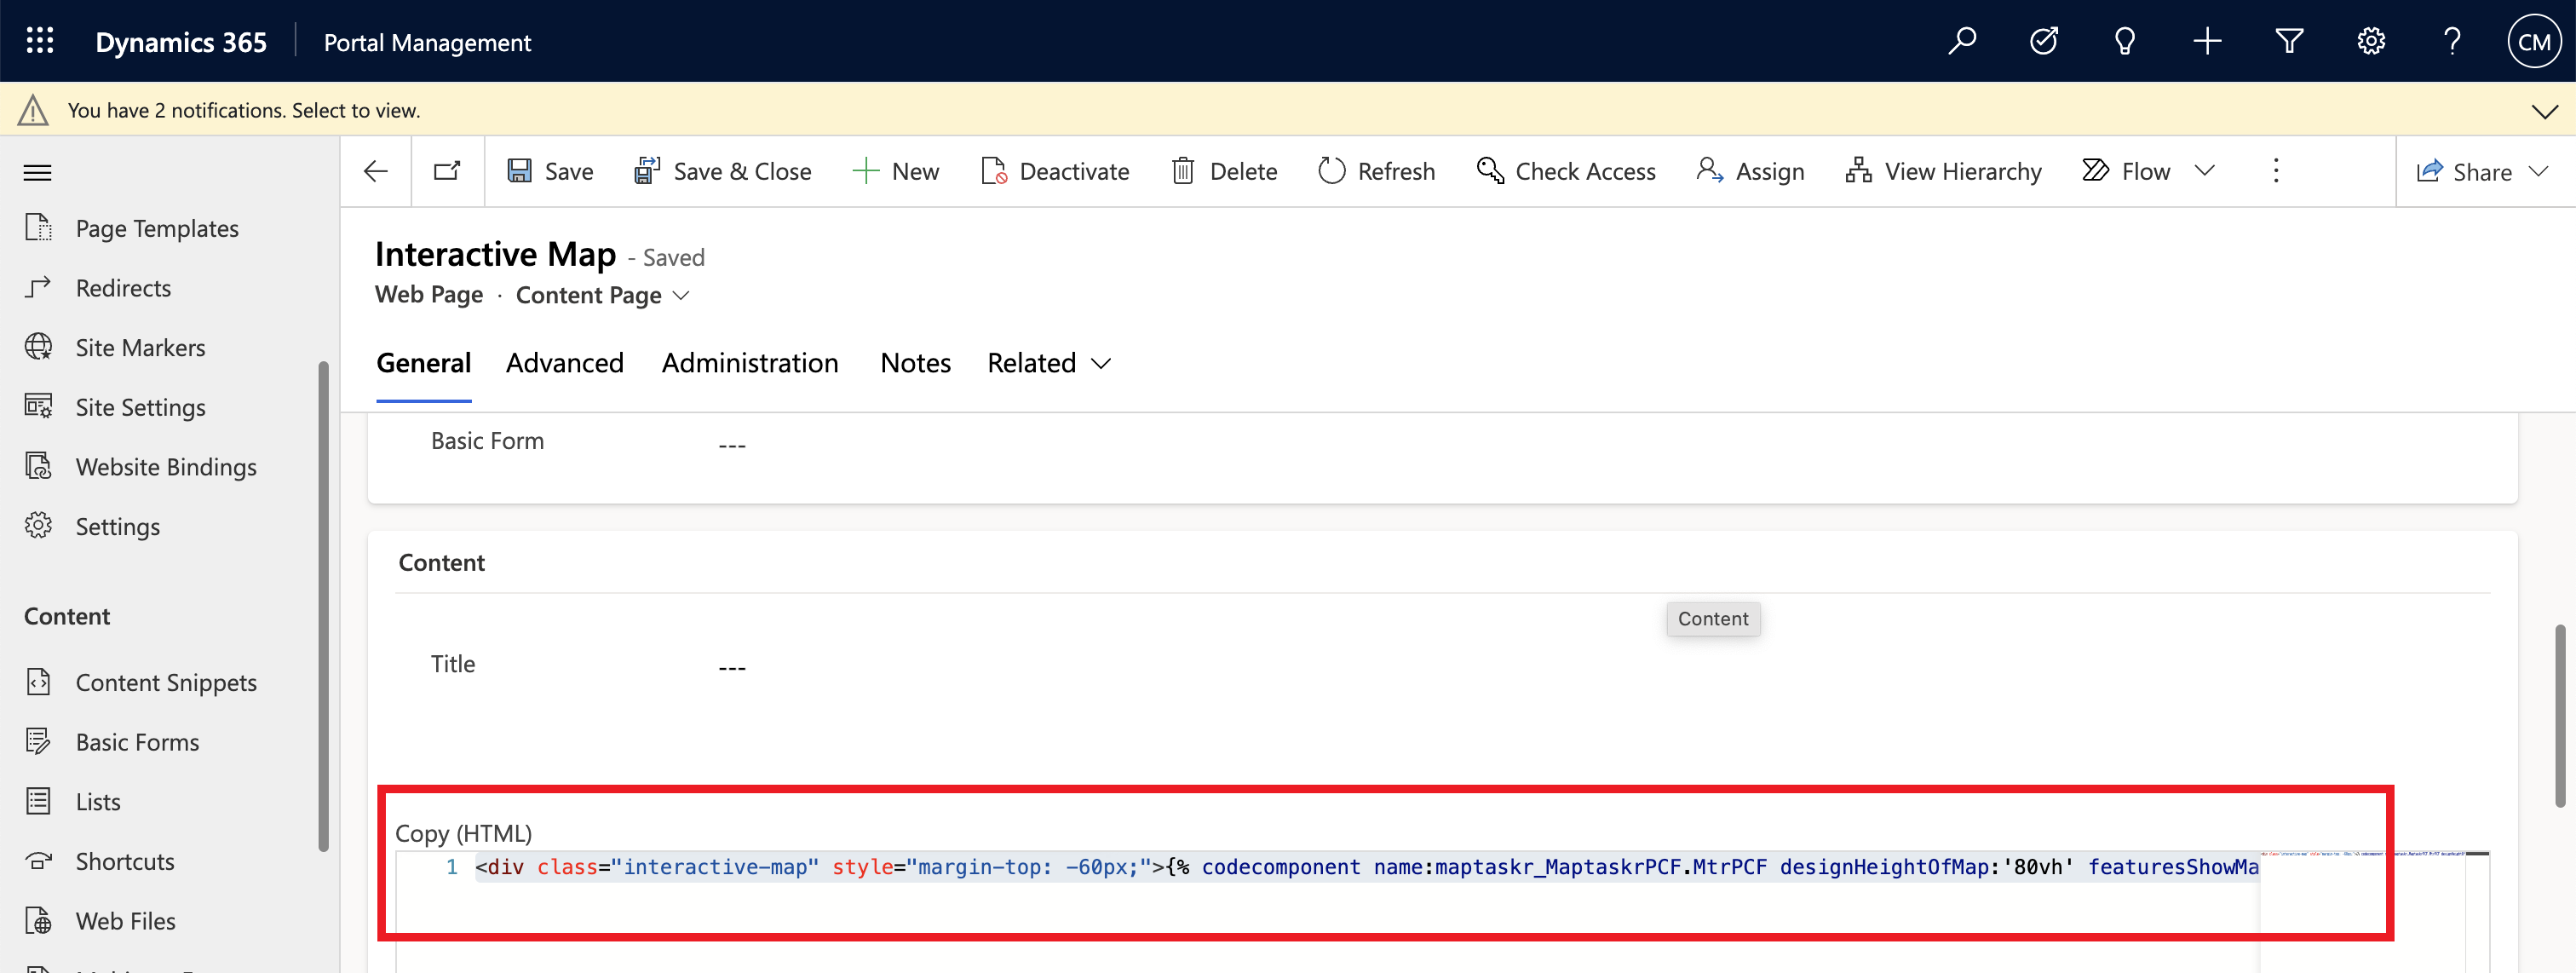 Dynamics 365 Portal Management CM
You have 2 notifications. Select to view.
Save Save & Close New Deactivate Delete Refresh Check Access Assign View Hierarchy Flow Share
Page Templates
Redirects
Site Markers
Site Settings
Website Bindings
Settings
Content
Content Snippets
Basic Forms
Lists
Shortcuts
Web Files
Interactive Map - Saved
Web Page · Content Page
General Advanced Administration Notes Related
Basic Form ---
Content
Content
Title ---
Copy (HTML)
1 <div class="interactive-map" style="margin-top: -60px;">{% codecomponent name:maptaskr_MaptaskrPCF.MtrPCF designHeightOfMap:'80vh' featuresShowMa